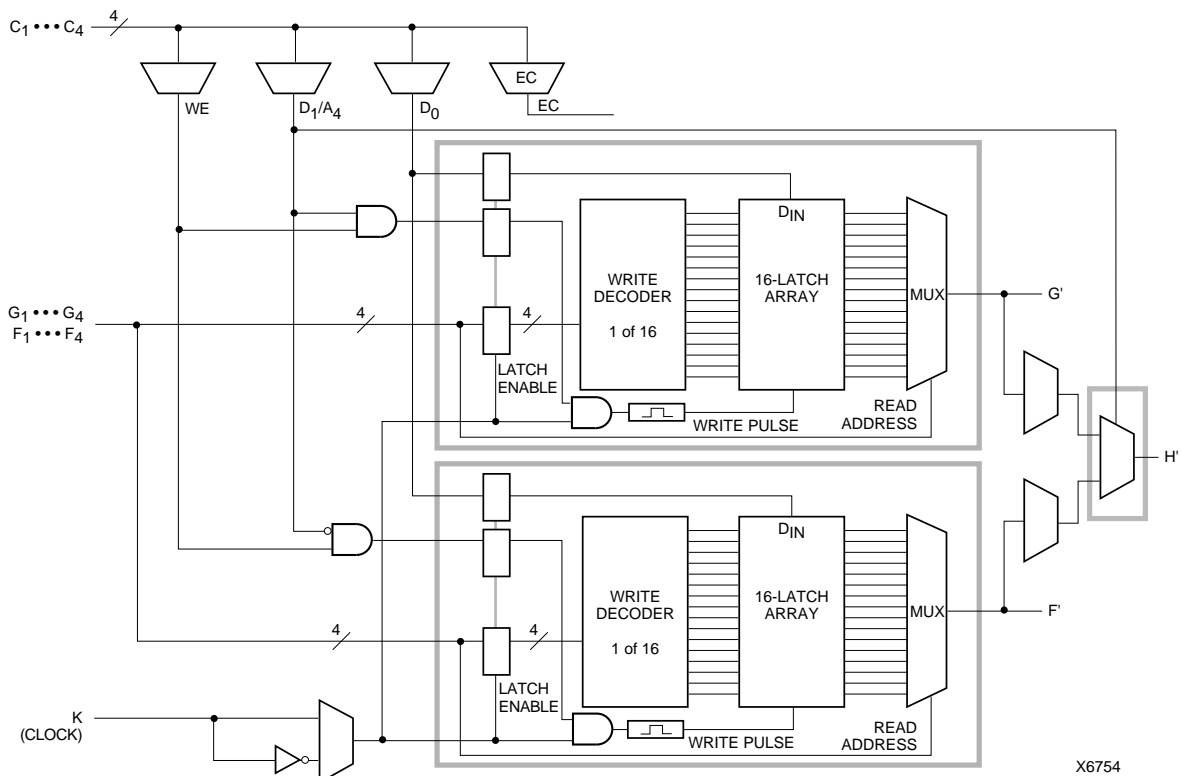 C1 • • • C4
4
EC
WE
D1/A4
D0
EC
DIN
WRITE
DECODER
1 of 16
16-LATCH
ARRAY
MUX
G'
G1 • • • G4
F1 • • • F4
4
4
LATCH
ENABLE
WRITE PULSE
READ
ADDRESS
H'
DIN
WRITE
DECODER
1 of 16
16-LATCH
ARRAY
MUX
F'
4
4
LATCH
ENABLE
WRITE PULSE
READ
ADDRESS
K
(CLOCK)
X6754